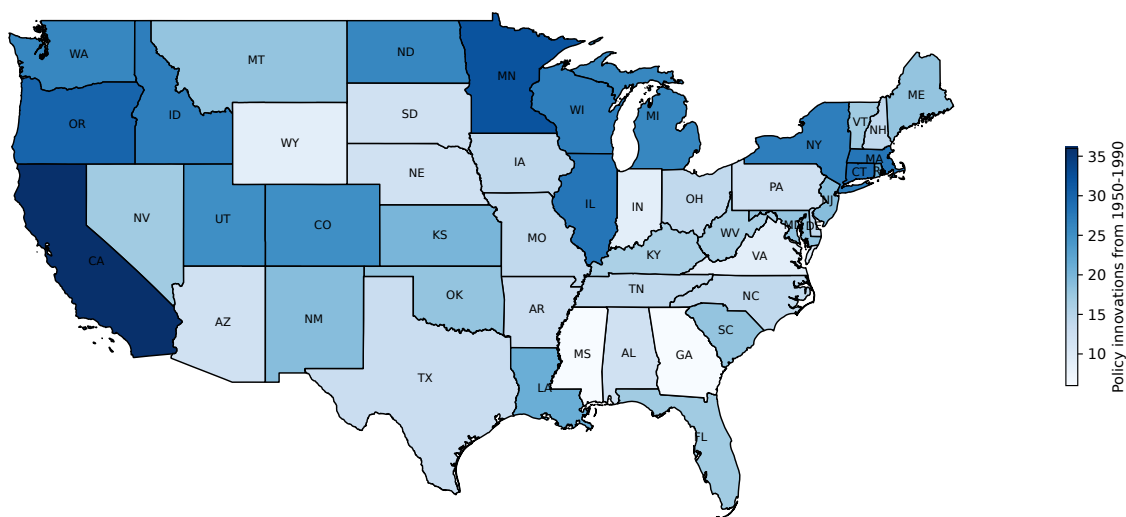 WA
MT
ND
MN
OR
ID
SD
WI
MI
VT
NH
ME
WY
NY
MA
CT
IA
NE
IL
IN
OH
PA
NJ
NV
UT
CO
KS
MO
KY
WV
MD
DE
VA
CA
AZ
NM
OK
AR
TN
NC
SC
TX
LA
MS
AL
GA
FL
35
30
25
20
15
10
Policy innovations from 1950-1990